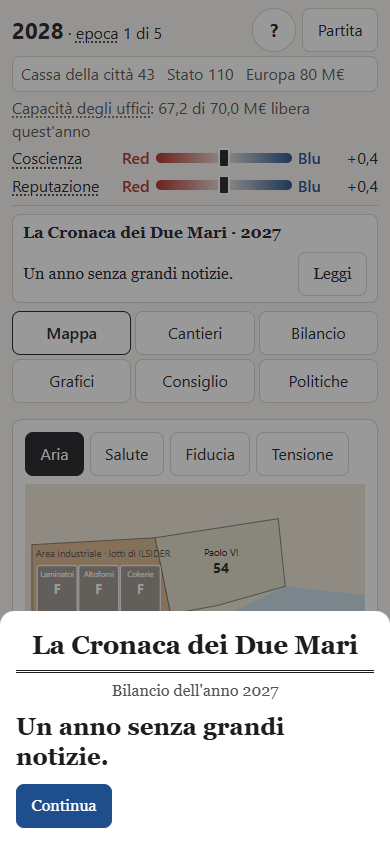 2028 · epoca 1 di 5
?
Partita
Cassa della città 43 Stato 110 Europa 80 M€
Capacità degli uffici: 67,2 di 70,0 M€ libera
quest'anno
Coscienza Red Blu +0,4
Reputazione Red Blu +0,4
La Cronaca dei Due Mari · 2027
Un anno senza grandi notizie.
Leggi
Mappa Cantieri Bilancio
Grafici Consiglio Politiche
Aria Salute Fiducia Tensione
Area industriale · lotti di ILSIDER
Paolo VI
54
Laminatoi Altoforni Cokerie
F F F
La Cronaca dei Due Mari
Bilancio dell'anno 2027
Un anno senza grandi
notizie.
Continua